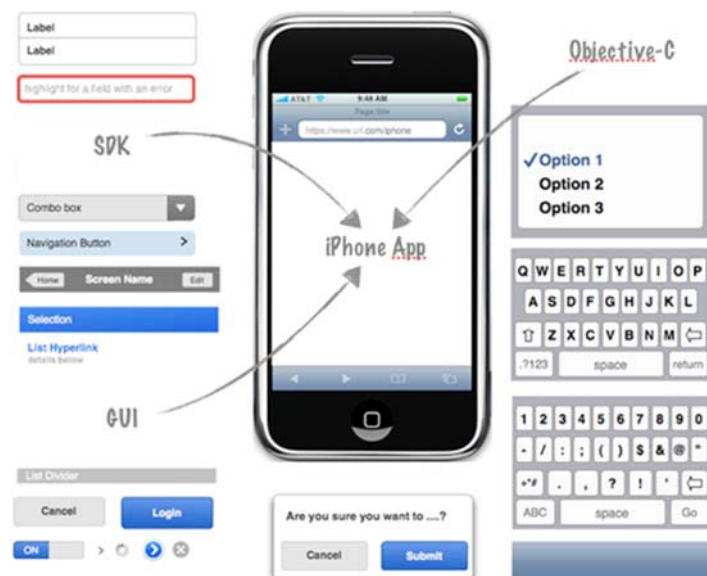 Label
Label
highlight for a field with an error
SDK
Combo box
Navigation Button
Home Screen Name Edit
Selection
List Hyperlink
details below
GUI
List Divider
Cancel Login
ON
AT&T 9:48 AM
Page title
https://www.url.com/iphone
iPhone App
Are you sure you want to ....?
Cancel Submit
Objective-C
Option 1
Option 2
Option 3
Q W E R T Y U I O P
A S D F G H J K L
Z X C V B N M
.?123 space return
1 2 3 4 5 6 7 8 9 0
- / : ; ( ) $ & @ "
. , ? ! '
ABC space Go